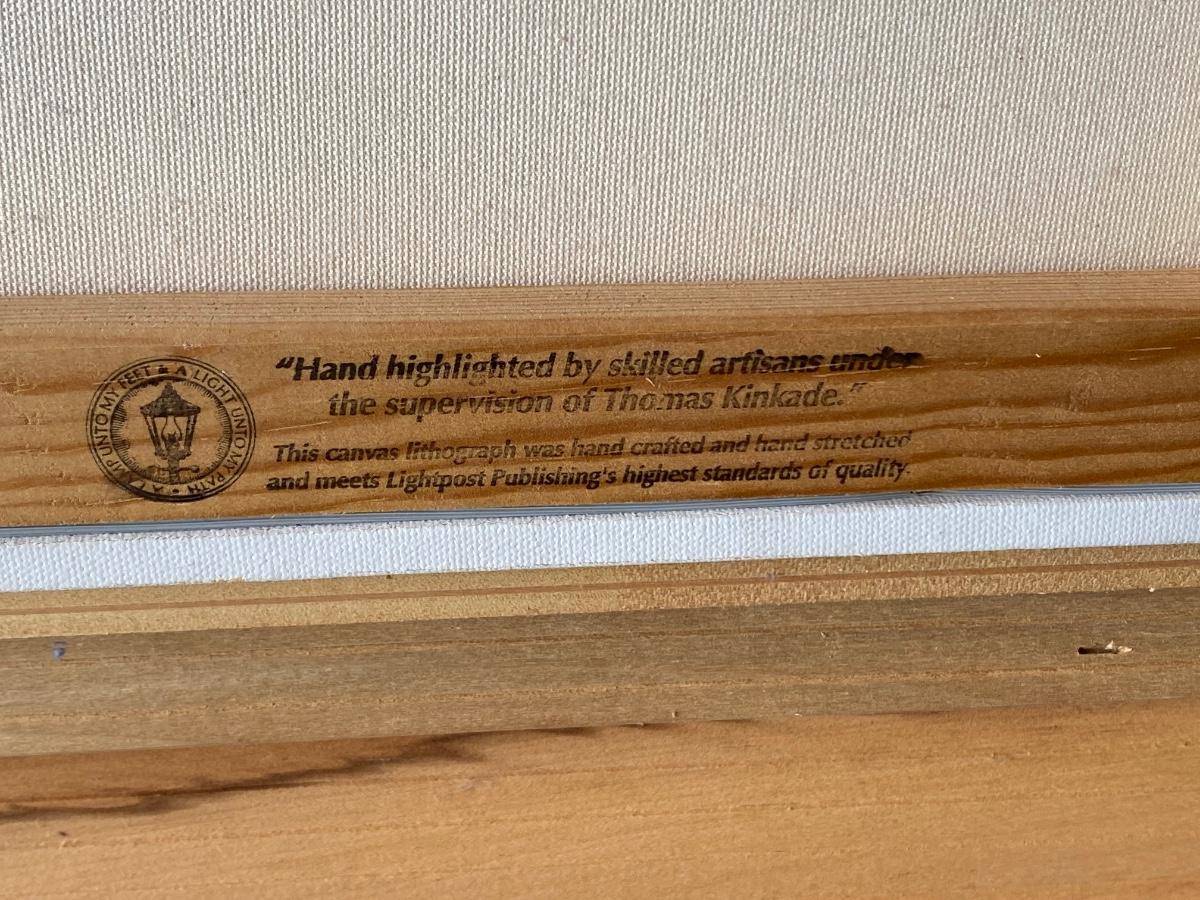 A LAMP UNTO MY FEET & A LIGHT UNTO MY PATH •
“Hand highlighted by skilled artisans under
the supervision of Thomas Kinkade.”
This canvas lithograph was hand crafted and hand stretched
and meets Lightpost Publishing's highest standards of quality.